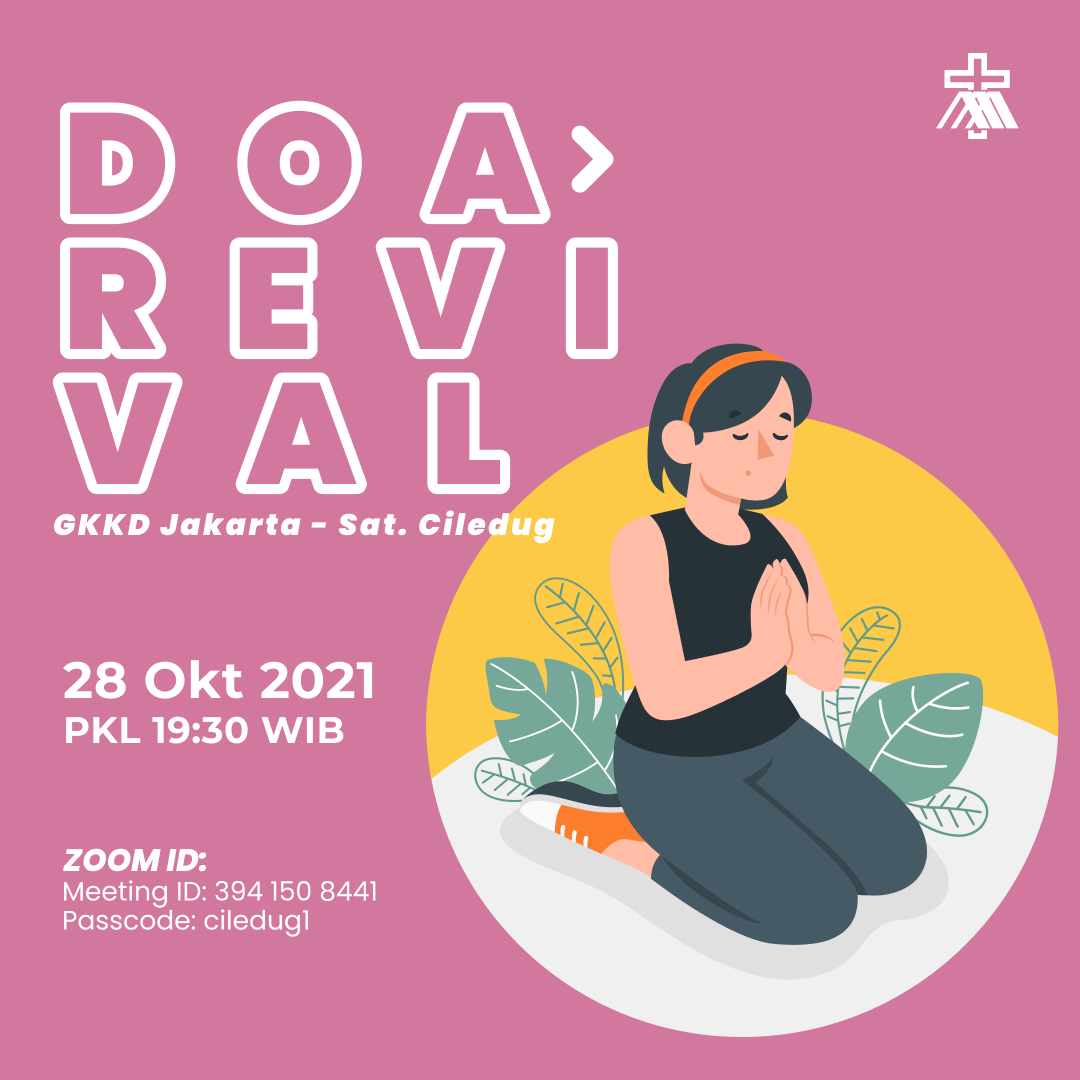 DOA>
REVI
VAL
GKKD Jakarta - Sat. Ciledug
28 Okt 2021
PKL 19:30 WIB
ZOOM ID:
Meeting ID: 394 150 8441
Passcode: ciledug1